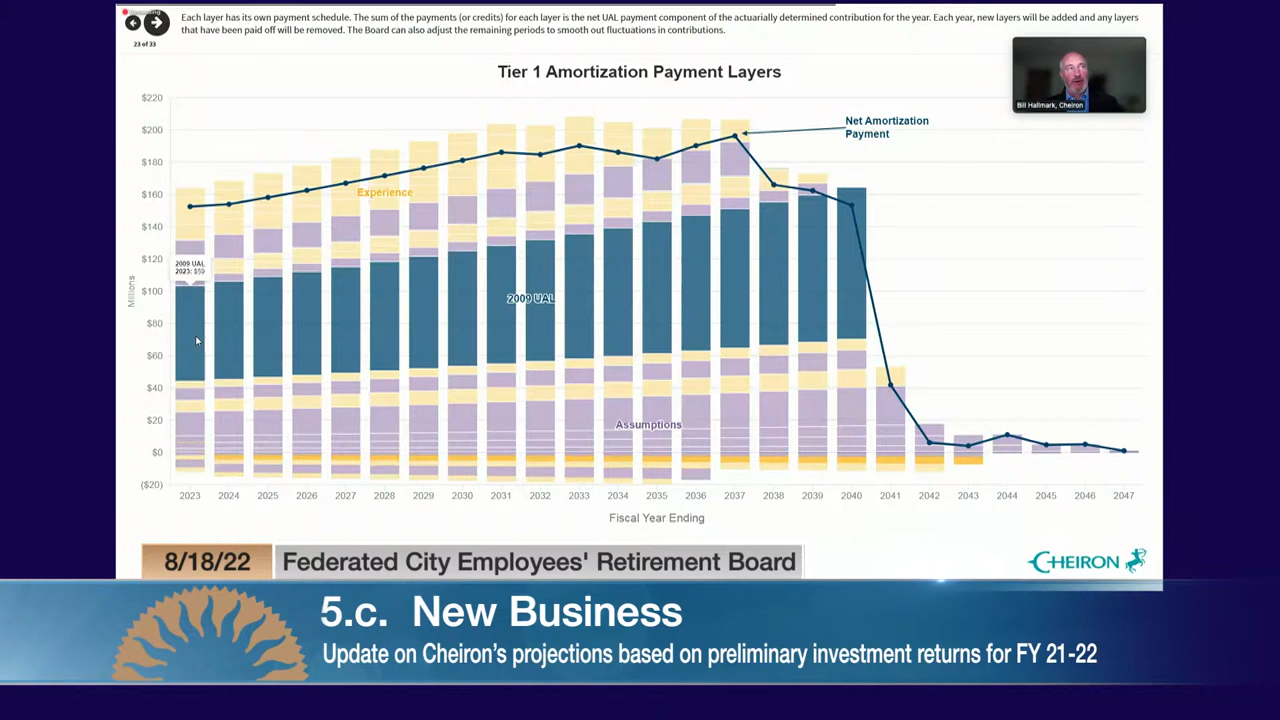 Each layer has its own payment schedule. The sum of the payments (or credits) for each layer is the net UAL payment component of the actuarially determined contribution for the year. Each year, new layers will be added and any layers
that have been paid off will be removed. The Board can also adjust the remaining periods to smooth out fluctuations in contributions.
23 of 33
Tier 1 Amortization Payment Layers
Bill Hallmark, Cheiron
$220
$200
$180
$160
$140
$120
$100
$80
$60
$40
$20
$0
($20)
Millions
Net Amortization
Payment
Experience
2009 UAL
2023: $59
2009 UAL
Assumptions
2023 2024 2025 2026 2027 2028 2029 2030 2031 2032 2033 2034 2035 2036 2037 2038 2039 2040 2041 2042 2043 2044 2045 2046 2047
Fiscal Year Ending
8/18/22 Federated City Employees' Retirement Board
CHEIRON
5.c. New Business
Update on Cheiron's projections based on preliminary investment returns for FY 21-22